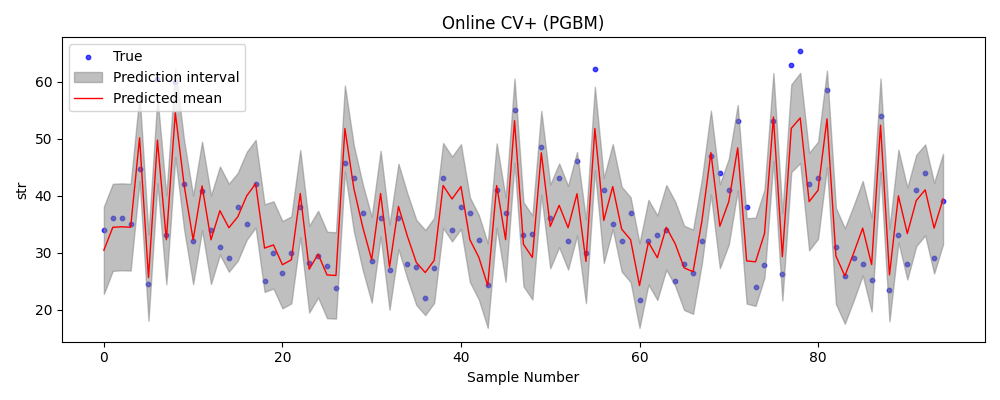 Online CV+ (PGBM)
True
Prediction interval
Predicted mean
60
50
40
30
20
str
0
20
40
60
80
Sample Number